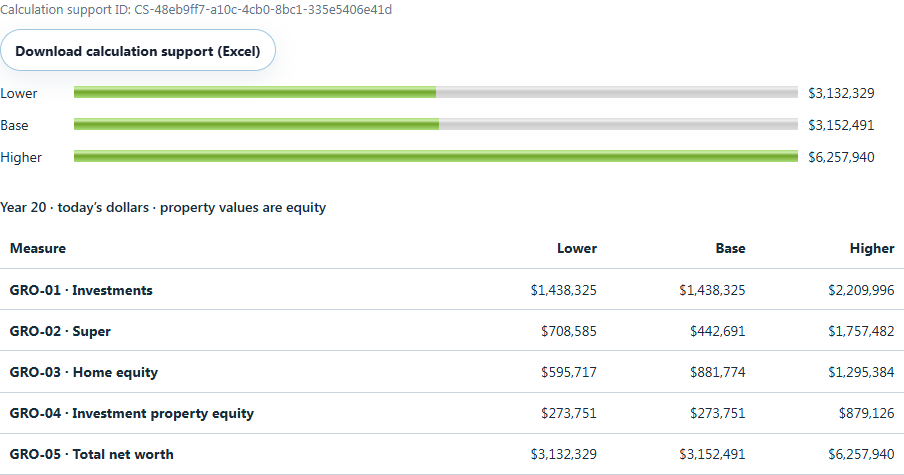 Calculation support ID: CS-48eb9ff7-a10c-4cb0-8bc1-335e5406e41d
Download calculation support (Excel)
Lower $3,132,329
Base $3,152,491
Higher $6,257,940
Year 20 · today’s dollars · property values are equity
Measure Lower Base Higher
GRO-01 · Investments $1,438,325 $1,438,325 $2,209,996
GRO-02 · Super $708,585 $442,691 $1,757,482
GRO-03 · Home equity $595,717 $881,774 $1,295,384
GRO-04 · Investment property equity $273,751 $273,751 $879,126
GRO-05 · Total net worth $3,132,329 $3,152,491 $6,257,940